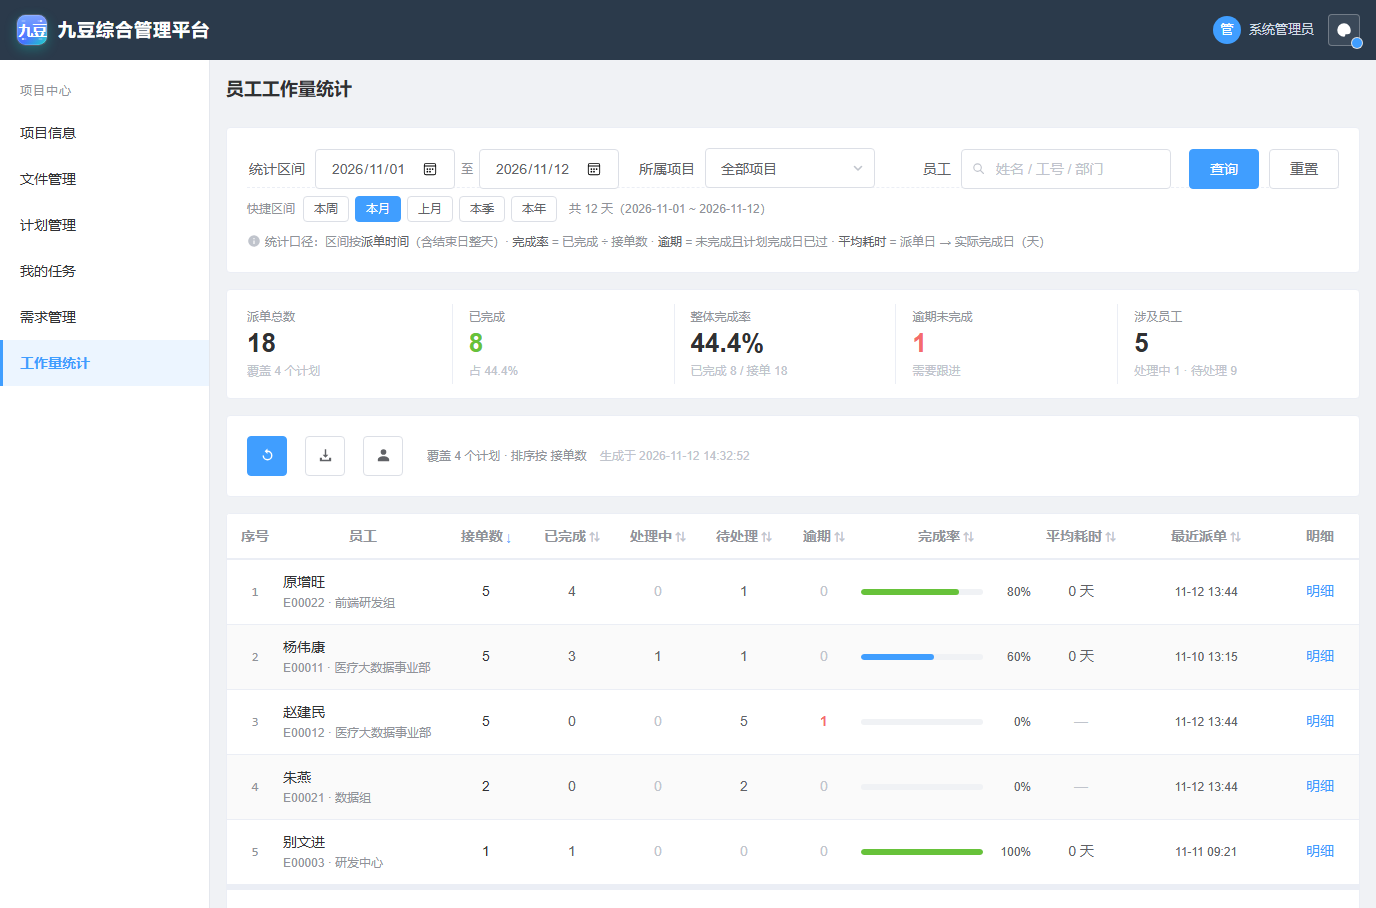 九豆 九豆综合管理平台
管 系统管理员
项目中心
项目信息
文件管理
计划管理
我的任务
需求管理
工作量统计
员工工作量统计
统计区间 2026/11/01 至 2026/11/12 所属项目 全部项目 员工 姓名 / 工号 / 部门 查询 重置
快捷区间 本周 本月 上月 本季 本年 共 12 天（2026-11-01 ~ 2026-11-12）
统计口径：区间按派单时间（含结束日整天） · 完成率 = 已完成 ÷ 接单数 · 逾期 = 未完成且计划完成日已过 · 平均耗时 = 派单日 → 实际完成日（天）
派单总数 已完成 整体完成率 逾期未完成 涉及员工
18 8 44.4% 1 5
覆盖 4 个计划 占 44.4% 已完成 8 / 接单 18 需要跟进 处理中 1 · 待处理 9
覆盖 4 个计划 · 排序按 接单数 生成于 2026-11-12 14:32:52
序号 员工 接单数↓ 已完成⇅ 处理中⇅ 待处理⇅ 逾期⇅ 完成率⇅ 平均耗时⇅ 最近派单⇅ 明细
1 原增旺 5 4 0 1 0 80% 0 天 11-12 13:44 明细
E00022 · 前端研发组
2 杨伟康 5 3 1 1 0 60% 0 天 11-10 13:15 明细
E00011 · 医疗大数据事业部
3 赵建民 5 0 0 5 1 0% — 11-12 13:44 明细
E00012 · 医疗大数据事业部
4 朱燕 2 0 0 2 0 0% — 11-12 13:44 明细
E00021 · 数据组
5 别文进 1 1 0 0 0 100% 0 天 11-11 09:21 明细
E00003 · 研发中心